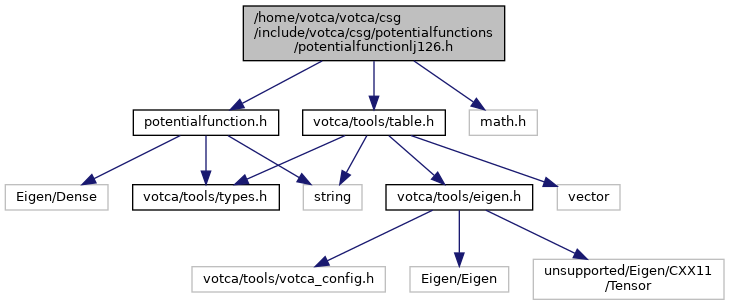 /home/votca/votca/csg
/include/votca/csg/potentialfunctions
/potentialfunctionlj126.h
potentialfunction.h
votca/tools/table.h
math.h
Eigen/Dense
votca/tools/types.h
string
votca/tools/eigen.h
vector
votca/tools/votca_config.h
Eigen/Eigen
unsupported/Eigen/CXX11
/Tensor